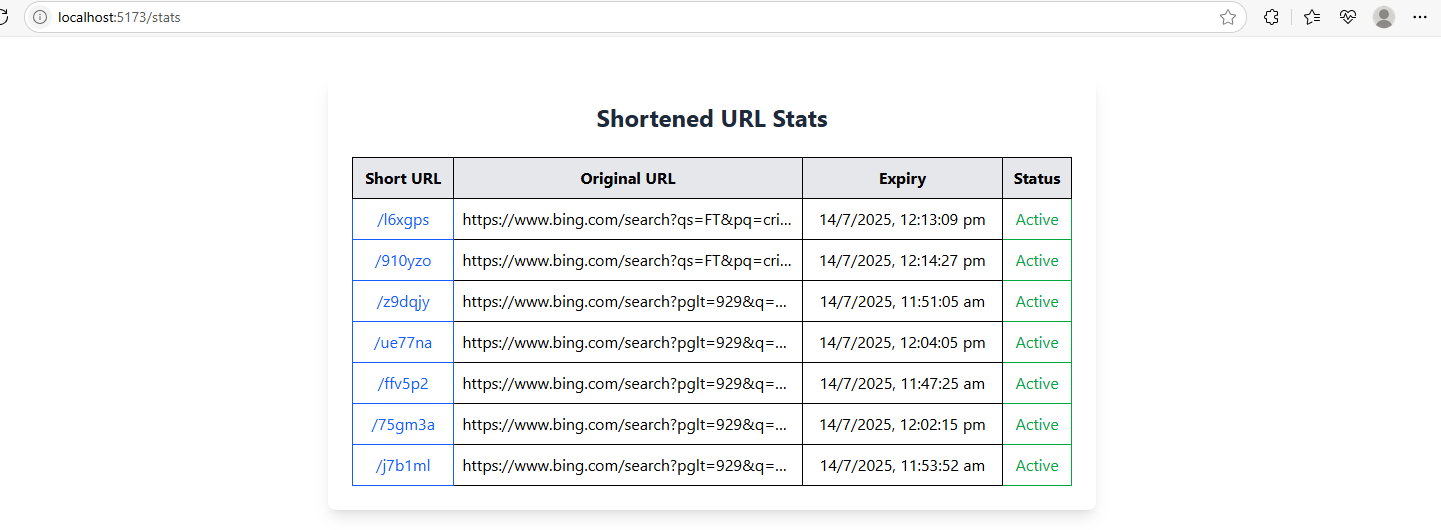 localhost:5173/stats
Shortened URL Stats
Short URL Original URL Expiry Status
/l6xgps https://www.bing.com/search?qs=FT&pq=cri... 14/7/2025, 12:13:09 pm Active
/910yzo https://www.bing.com/search?qs=FT&pq=cri... 14/7/2025, 12:14:27 pm Active
/z9dqjy https://www.bing.com/search?pglt=929&q=... 14/7/2025, 11:51:05 am Active
/ue77na https://www.bing.com/search?pglt=929&q=... 14/7/2025, 12:04:05 pm Active
/ffv5p2 https://www.bing.com/search?pglt=929&q=... 14/7/2025, 11:47:25 am Active
/75gm3a https://www.bing.com/search?pglt=929&q=... 14/7/2025, 12:02:15 pm Active
/j7b1ml https://www.bing.com/search?pglt=929&q=... 14/7/2025, 11:53:52 am Active